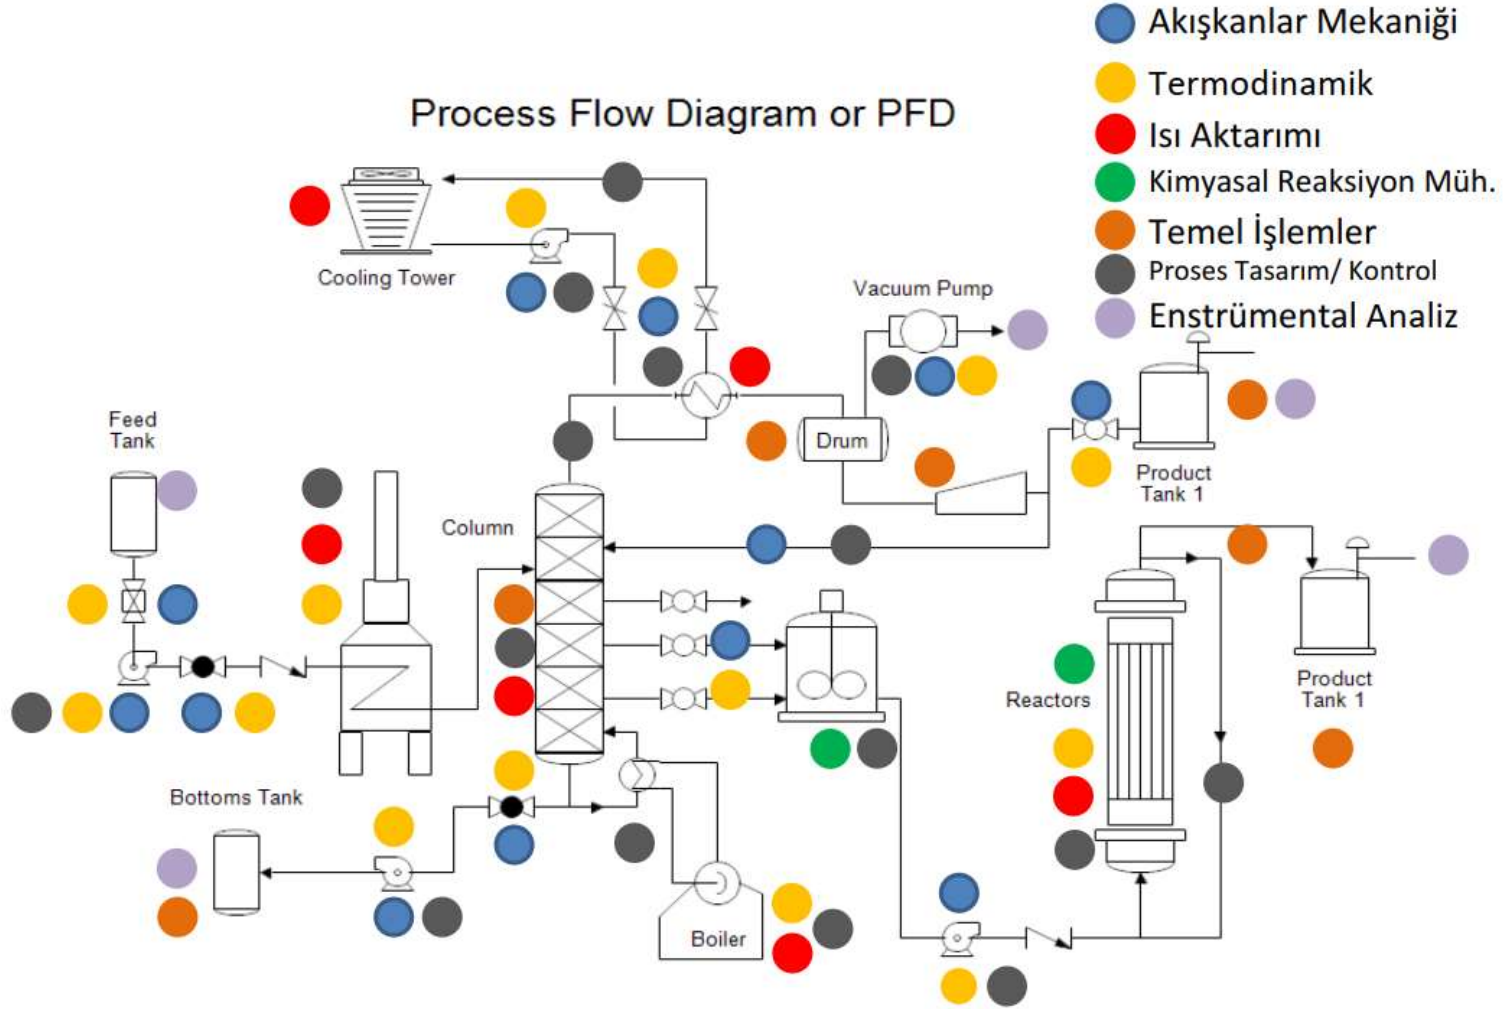 Akışkanlar Mekaniği
Termodinamik
Isı Aktarımı
Kimyasal Reaksiyon Müh.
Temel İşlemler
Proses Tasarım/ Kontrol
Enstrümental Analiz
Process Flow Diagram or PFD
Cooling Tower
Vacuum Pump
Feed
Tank
Drum
Product
Tank 1
Column
Reactors
Product
Tank 1
Bottoms Tank
Boiler